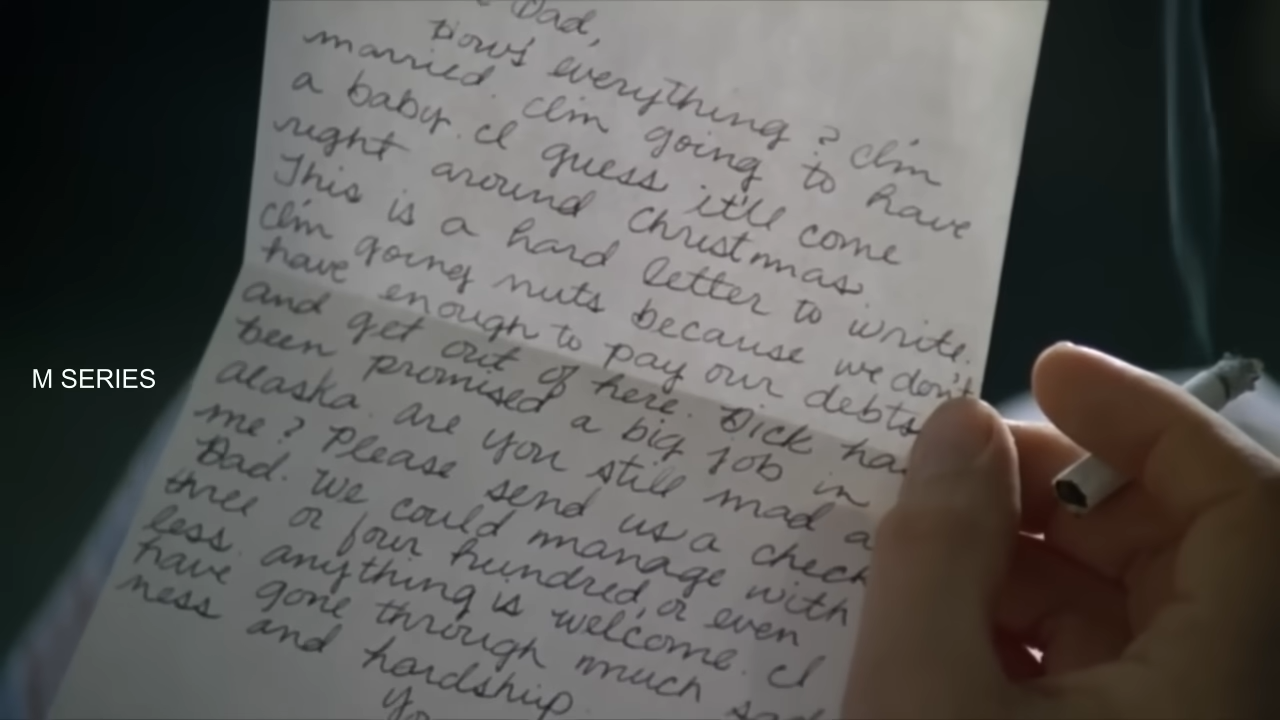 Dad,
How's everything? I'm
married. I'm going to have
a baby. I guess it'll come
right around Christmas.
This is a hard letter to write.
I'm going nuts because we don't
have enough to pay our debts
and get out of here. Dick ha
been promised a big job in
alaska. are you still mad a
me? Please send us a check
Dad. We could manage with
three or four hundred, or even
less. anything is welcome. I
have gone through much sad
ness and hardship.
Yo
M SERIES